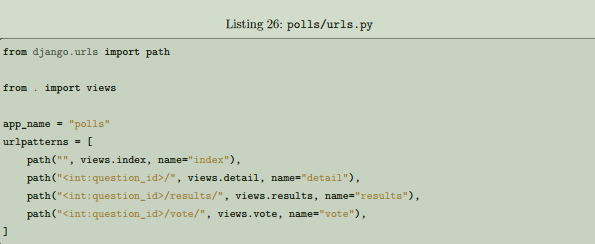 Listing 26: polls/urls.py
from django.urls import path
from . import views
app_name = "polls"
urlpatterns = [
    path("", views.index, name="index"),
    path("<int:question_id>/", views.detail, name="detail"),
    path("<int:question_id>/results/", views.results, name="results"),
    path("<int:question_id>/vote/", views.vote, name="vote"),
]